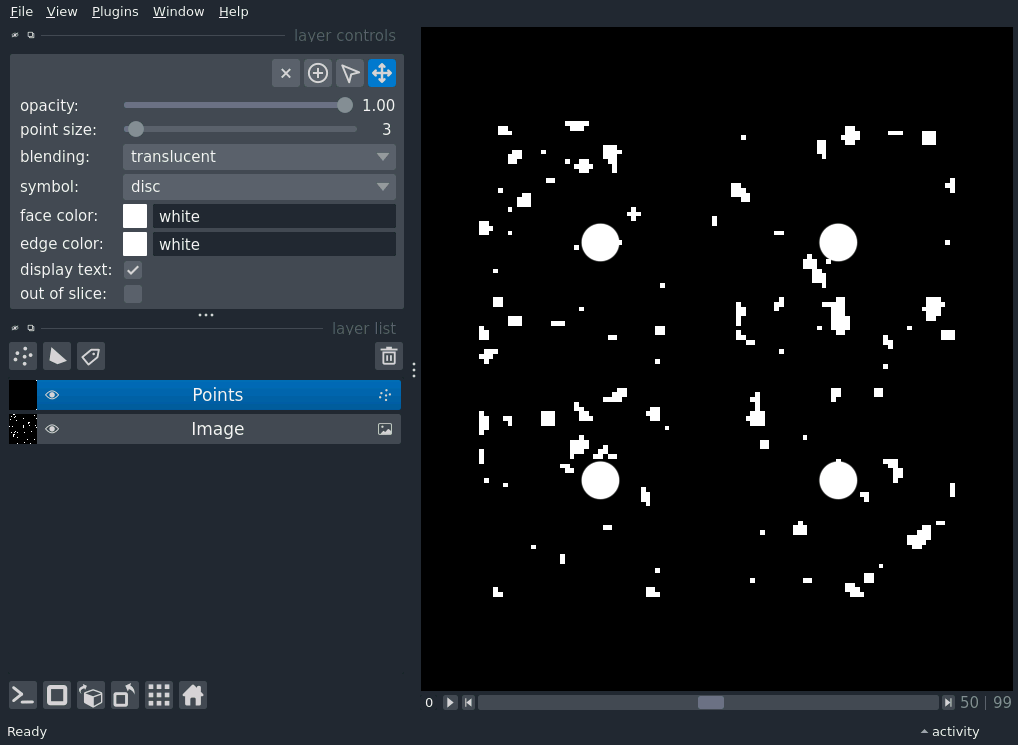 File View Plugins Window Help
layer controls
opacity: 1.00
point size: 3
blending: translucent
symbol: disc
face color: white
edge color: white
display text:
out of slice:
layer list
Points
Image
0 50 | 99
Ready activity